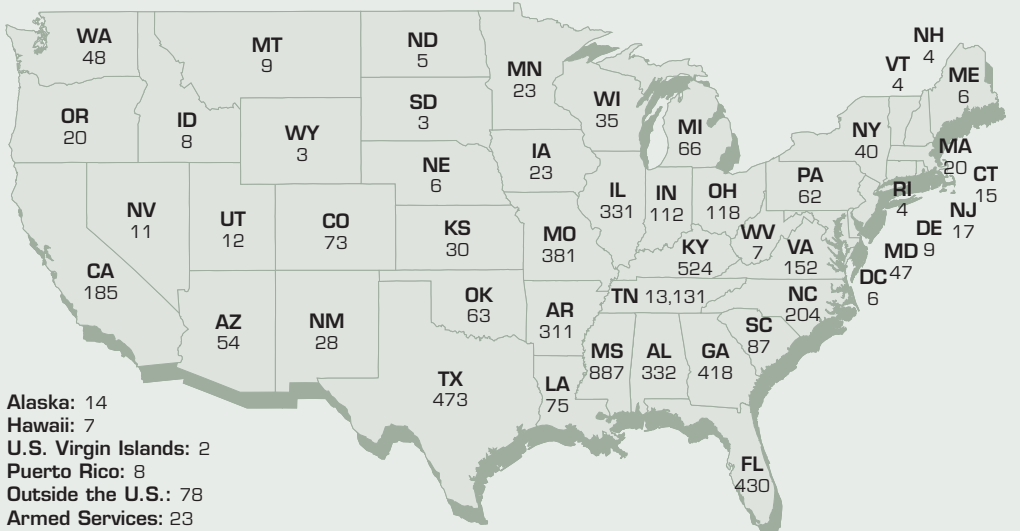 WA
48
MT
9
ND
5
MN
23
OR
20
ID
8
WY
3
SD
3
WI
35
MI
66
VT
4
NH
4
ME
6
NY
40
MA
20
CT
15
RI
4
NJ
17
DE
9
MD 47
DC
6
PA
62
NV
11
UT
12
CO
73
NE
6
IA
23
KS
30
MO
381
IL
331
IN
112
OH
118
WV
7
VA
152
KY
524
CA
185
AZ
54
NM
28
OK
63
AR
311
TN 13,131
NC
204
SC
87
MS
887
AL
332
GA
418
TX
473
LA
75
FL
430
Alaska: 14
Hawaii: 7
U.S. Virgin Islands: 2
Puerto Rico: 8
Outside the U.S.: 78
Armed Services: 23